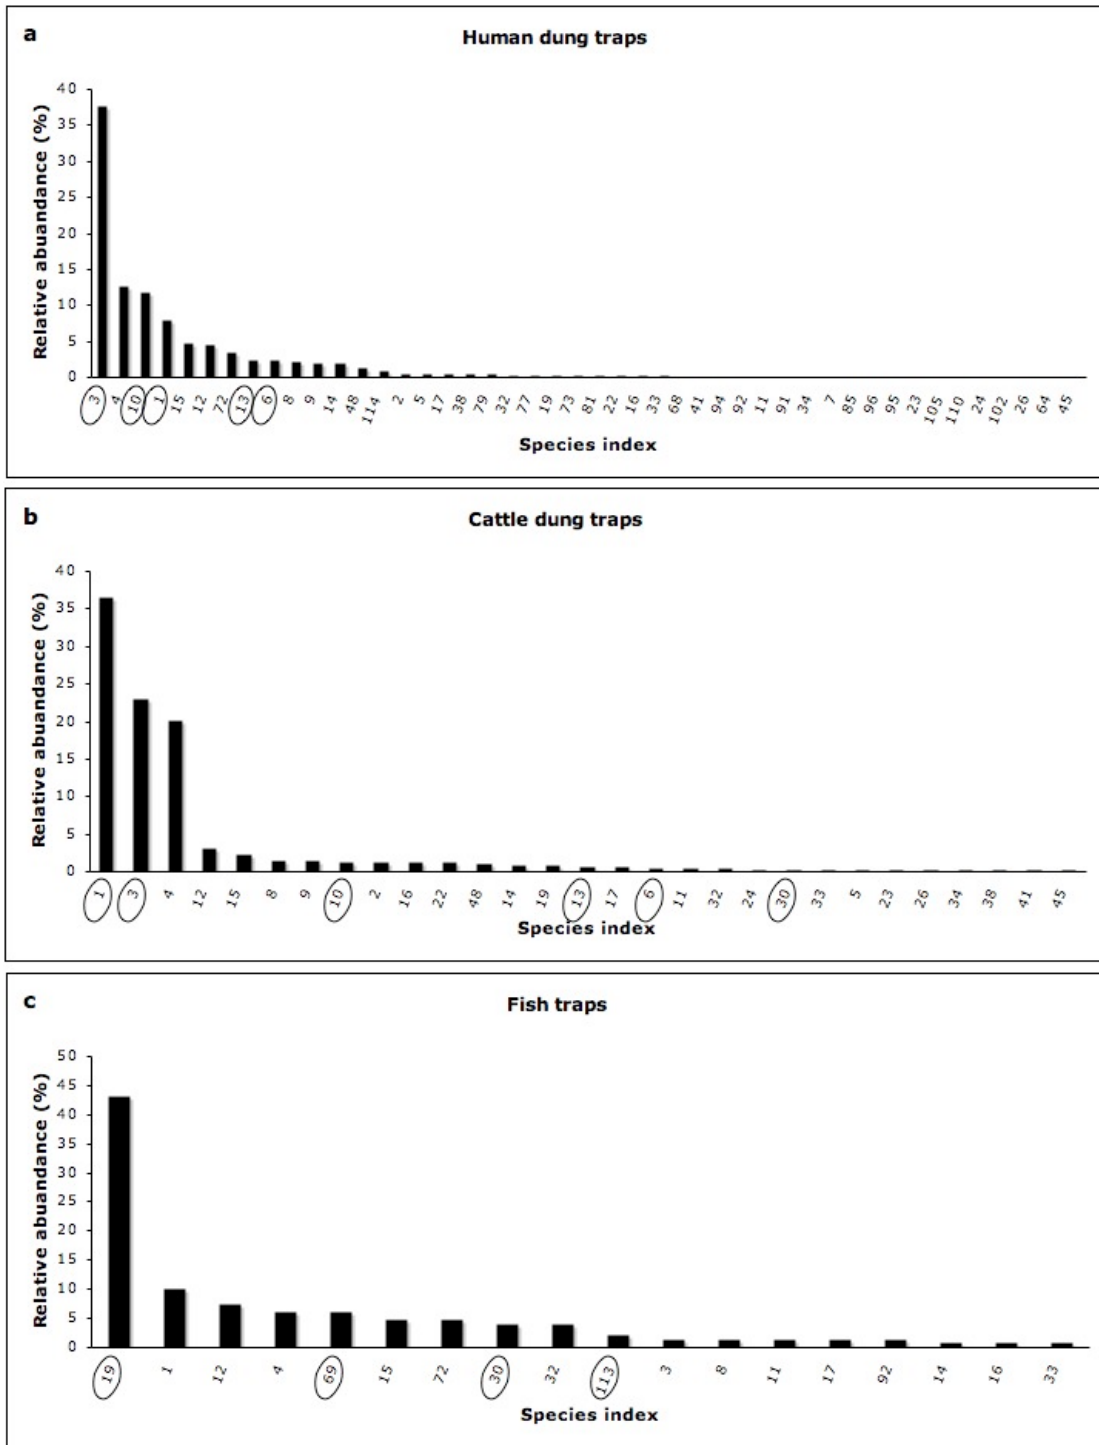 a
Human dung traps
Relative abuandance (%)
40
35
30
25
20
15
10
5
0
3 4 10 1 15 12 72 13 6 8 9 14 48 114 2 5 17 38 79 32 77 19 73 81 22 16 33 68 41 94 92 11 91 34 7 85 96 95 23 105 110 24 102 26 64 45
Species index
b
Cattle dung traps
Relative abuandance (%)
40
35
30
25
20
15
10
5
0
1 3 4 12 15 8 9 10 2 16 22 48 14 19 13 17 6 11 32 24 30 33 5 23 26 34 38 41 45
Species index
c
Fish traps
Relative abuandance (%)
50
45
40
35
30
25
20
15
10
5
0
19 1 12 4 69 15 72 30 32 113 3 8 11 17 92 14 16 33
Species index